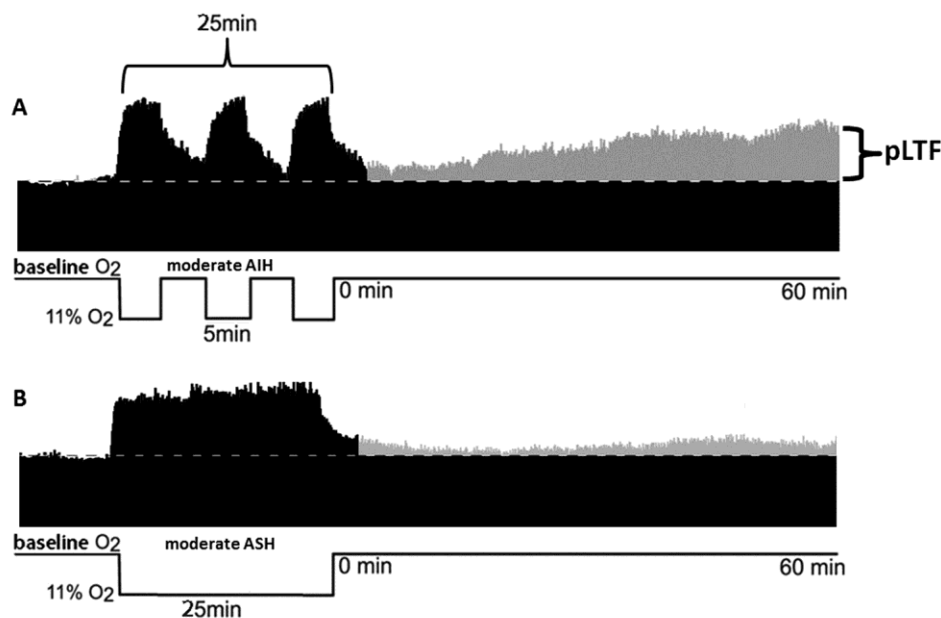 25min
A
pLTF
baseline O2
moderate AIH
11% O2
5min
0 min
60 min
B
baseline O2
moderate ASH
11% O2
25min
0 min
60 min